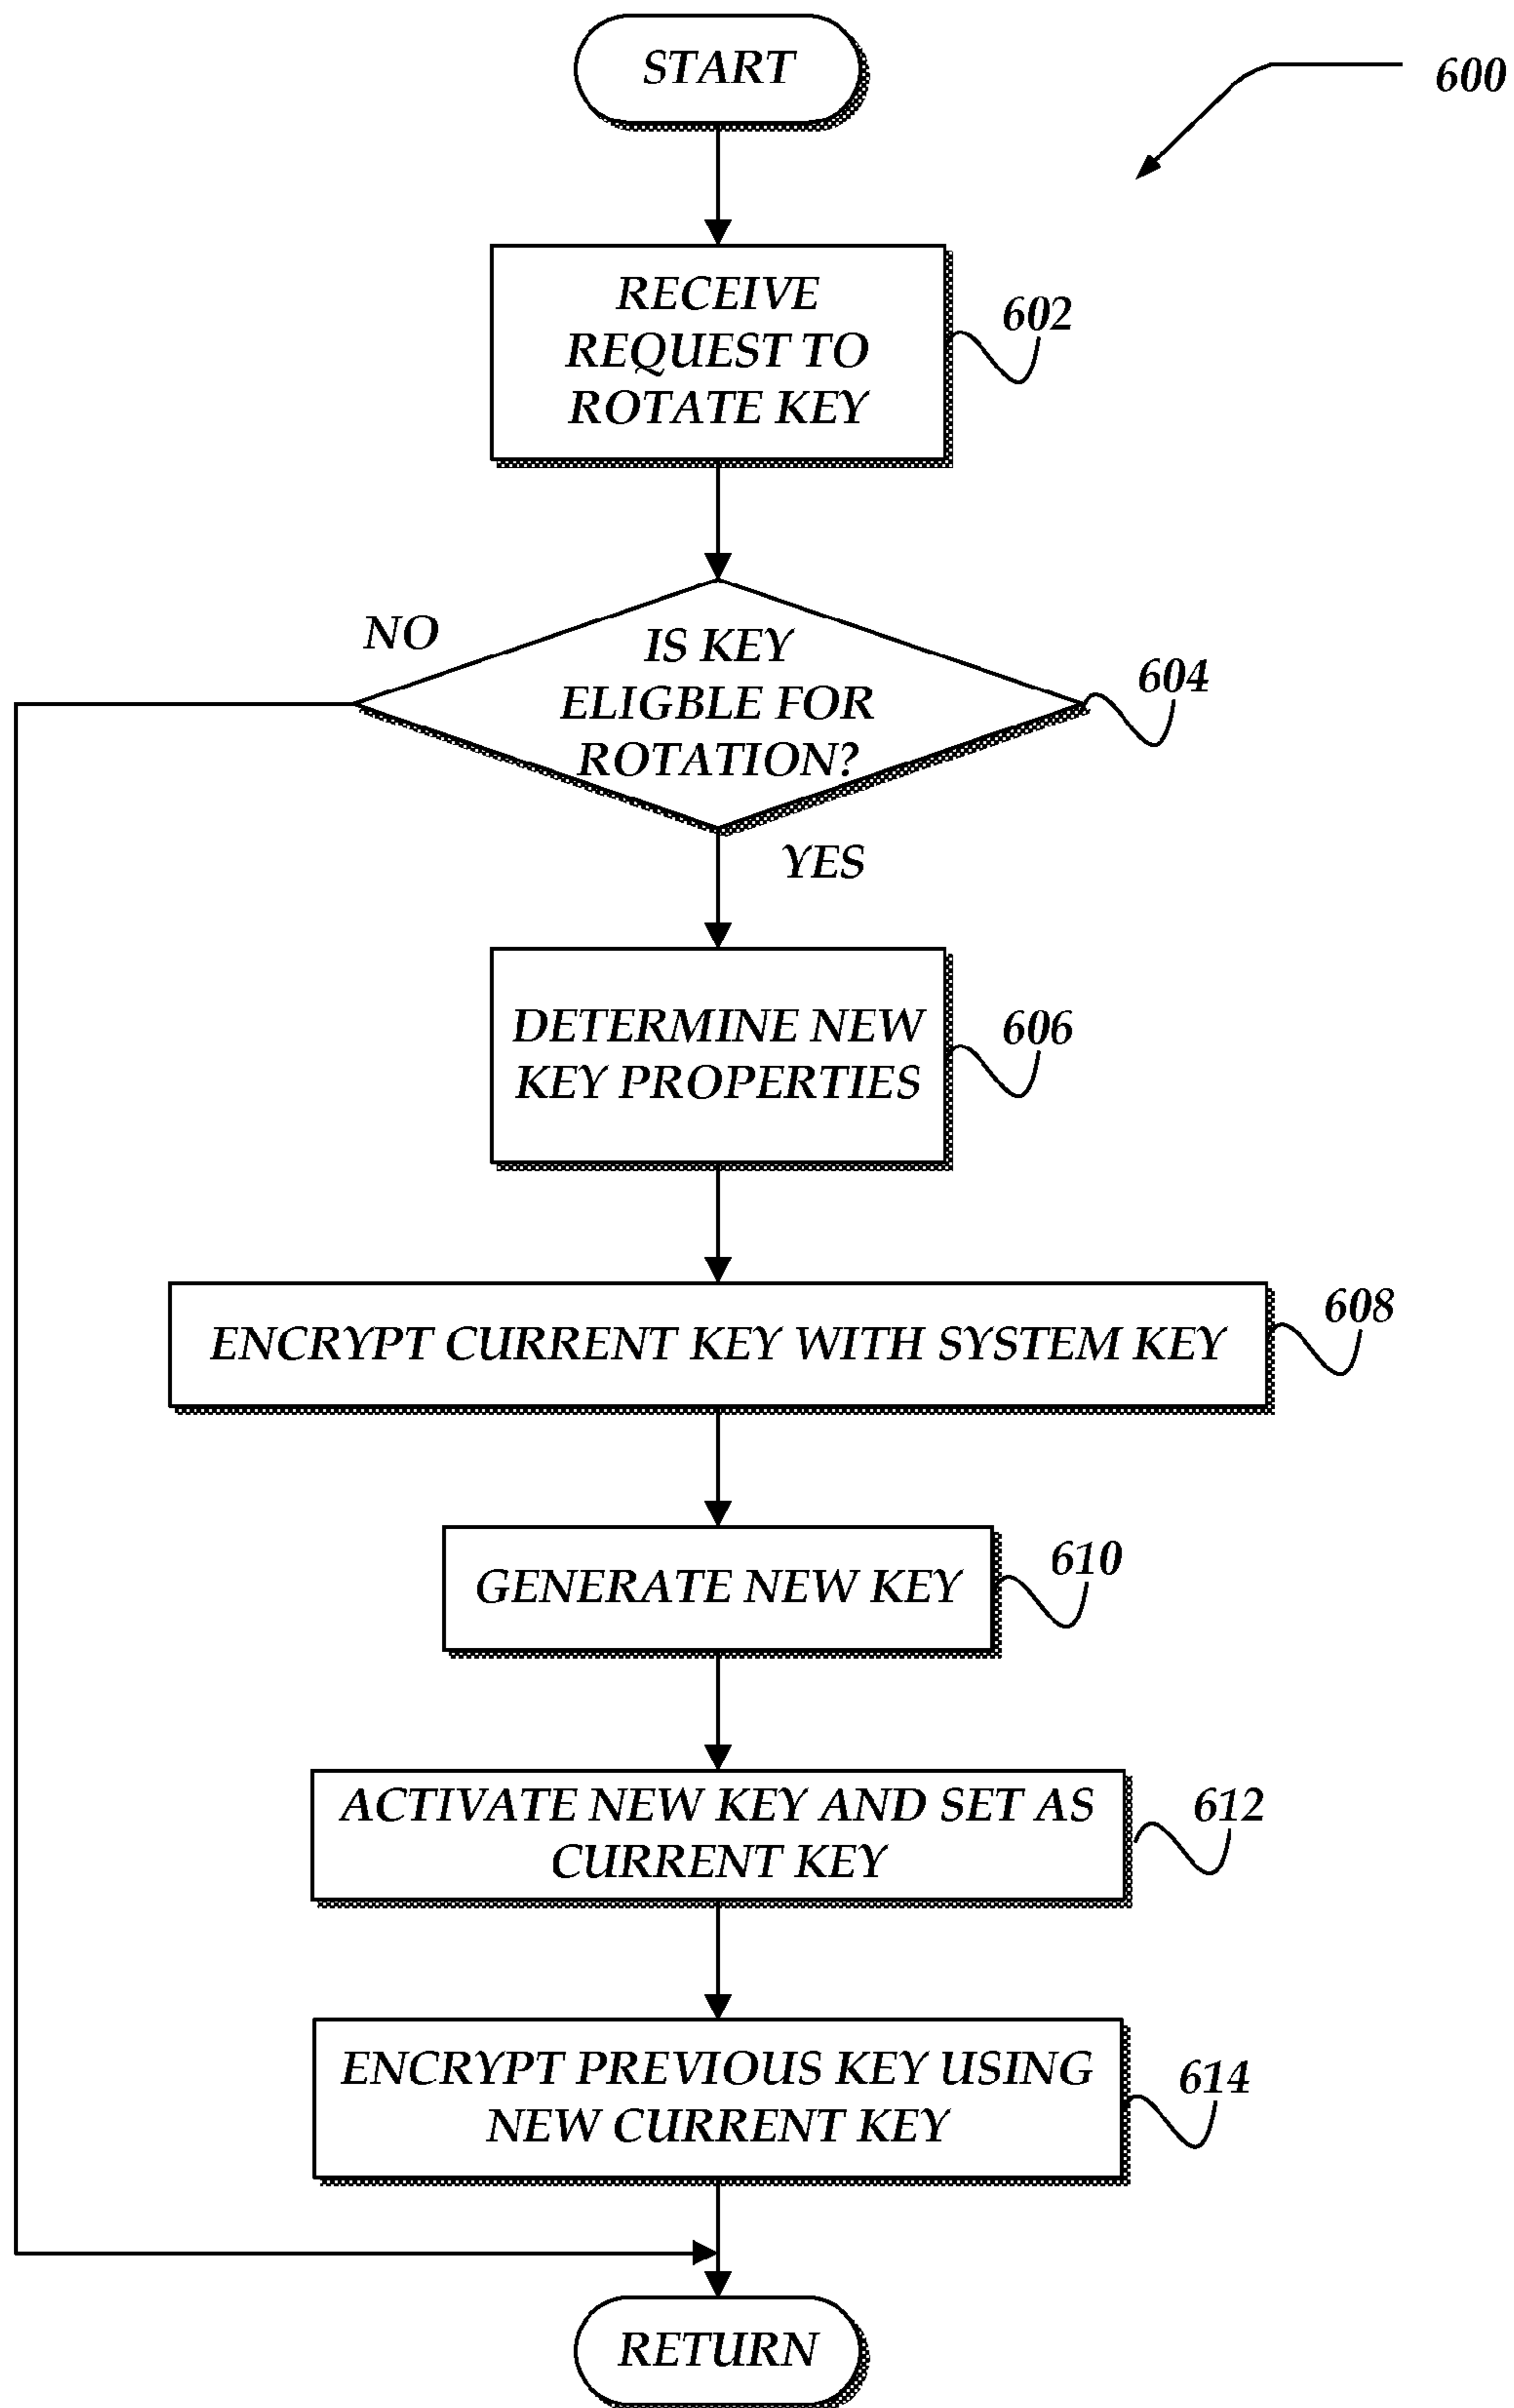 START
600
RECEIVE
REQUEST TO
ROTATE KEY
602
NO
IS KEY
ELIGBLE FOR
ROTATION?
604
YES
DETERMINE NEW
KEY PROPERTIES
606
ENCRYPT CURRENT KEY WITH SYSTEM KEY
608
GENERATE NEW KEY
610
ACTIVATE NEW KEY AND SET AS
CURRENT KEY
612
ENCRYPT PREVIOUS KEY USING
NEW CURRENT KEY
614
RETURN